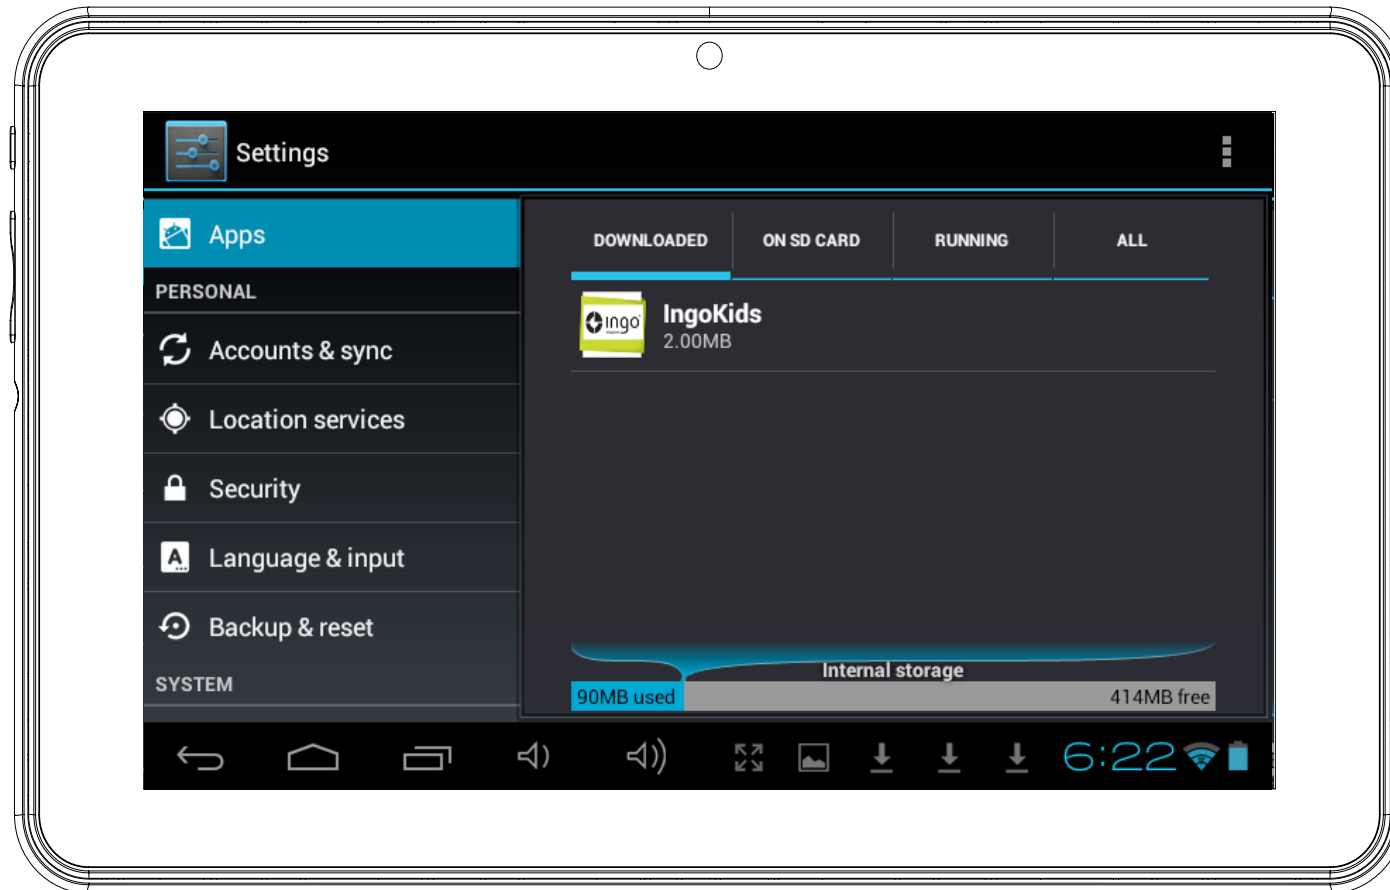 Settings
Apps
PERSONAL
Accounts & sync
Location services
Security
Language & input
Backup & reset
SYSTEM
DOWNLOADED ON SD CARD RUNNING ALL
ingo
IngoKids
2.00MB
Internal storage
90MB used 414MB free
6:22